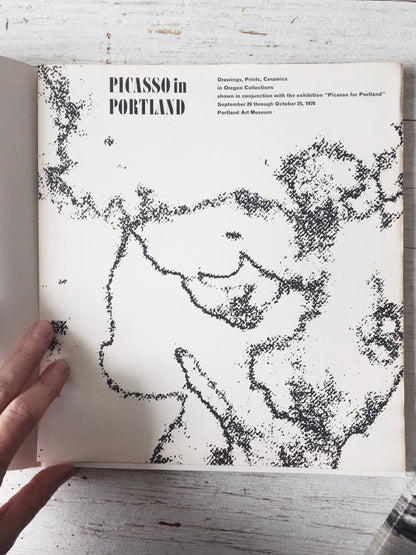 PICASSO in
PORTLAND
Drawings, Prints, Ceramics
in Oregon Collections
shown in conjunction with the exhibition "Picasso for Portland"
September 20 through October 25, 1970
Portland Art Museum